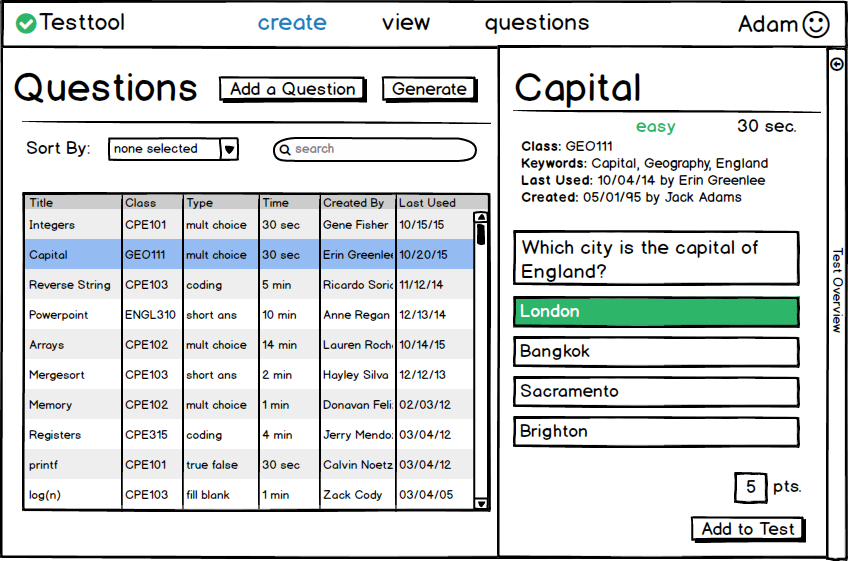 Testtool create view questions Adam
Questions Add a Question Generate
Sort By: none selected search
Title Class Type Time Created By Last Used
Integers CPE101 mult choice 30 sec Gene Fisher 10/15/15
Capital GEO111 mult choice 30 sec Erin Greenlee 10/20/15
Reverse String CPE103 coding 5 min Ricardo 11/12/14
Powerpoint ENGL310 short ans 10 min Anne Regan 12/13/14
Arrays CPE102 mult choice 14 min Lauren Roch 10/14/15
Mergesort CPE103 short ans 2 min Hayley Silva 12/12/13
Memory CPE102 mult choice 1 min Donavan Feli 02/03/12
Registers CPE315 coding 4 min Jerry Mendo 03/04/12
printf CPE101 true false 30 sec Calvin Noetz 03/04/12
log(n) CPE103 fill blank 1 min Zack Cody 03/04/05
Capital
easy 30 sec.
Class: GEO111
Keywords: Capital, Geography, England
Last Used: 10/04/14 by Erin Greenlee
Created: 05/01/95 by Jack Adams
Which city is the capital of
England?
London
Bangkok
Sacramento
Brighton
5 pts.
Add to Test
Test Overview